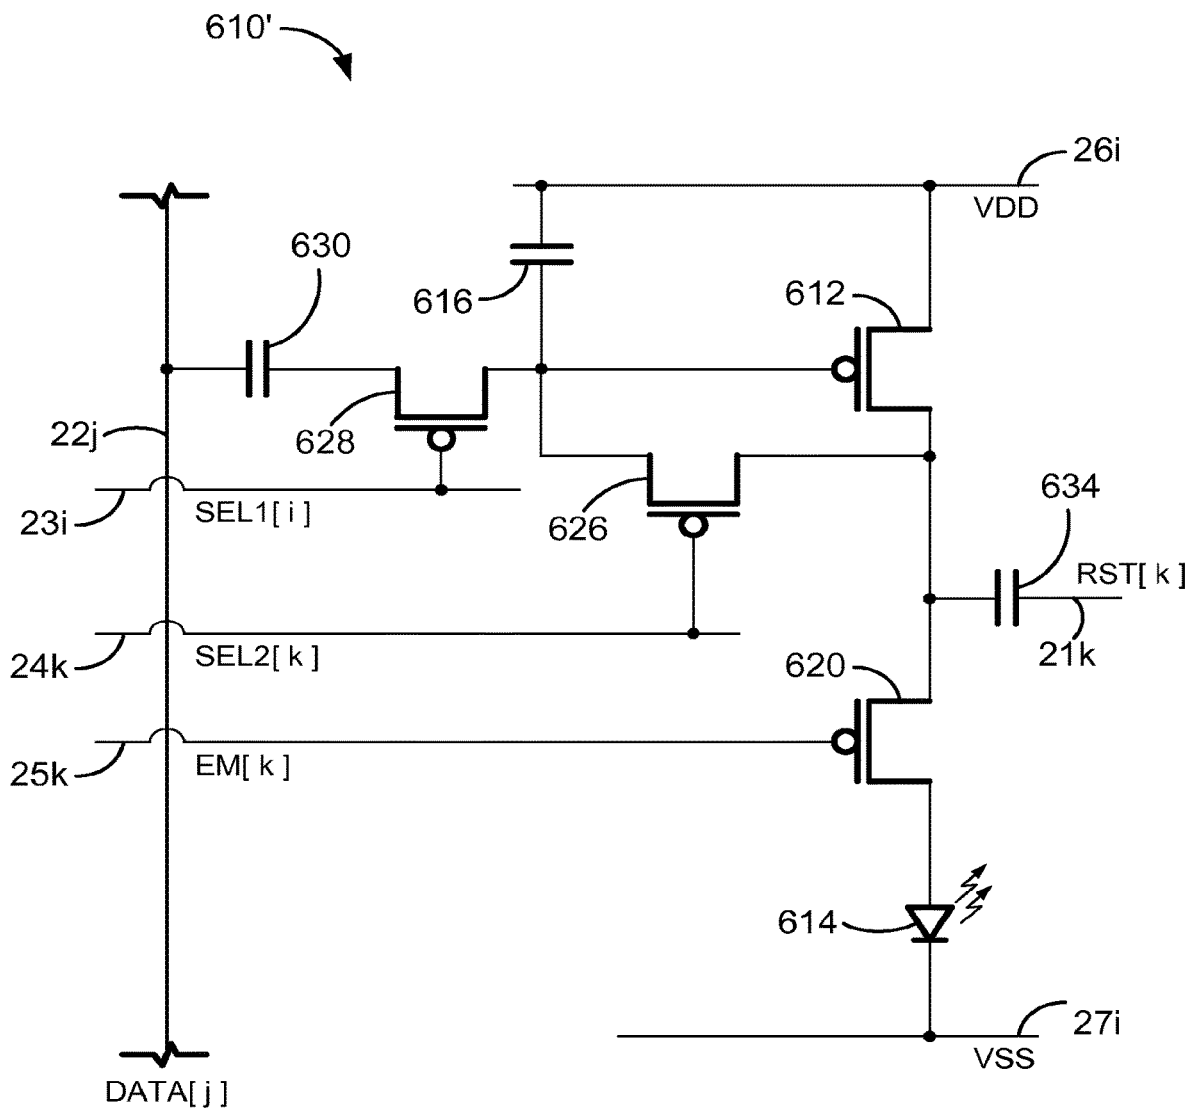 610'
26i
VDD
630
616
612
628
22j
SEL1[ i ]
23i
626
634
RST[ k ]
21k
SEL2[ k ]
24k
620
EM[ k ]
25k
614
27i
VSS
DATA[ j ]